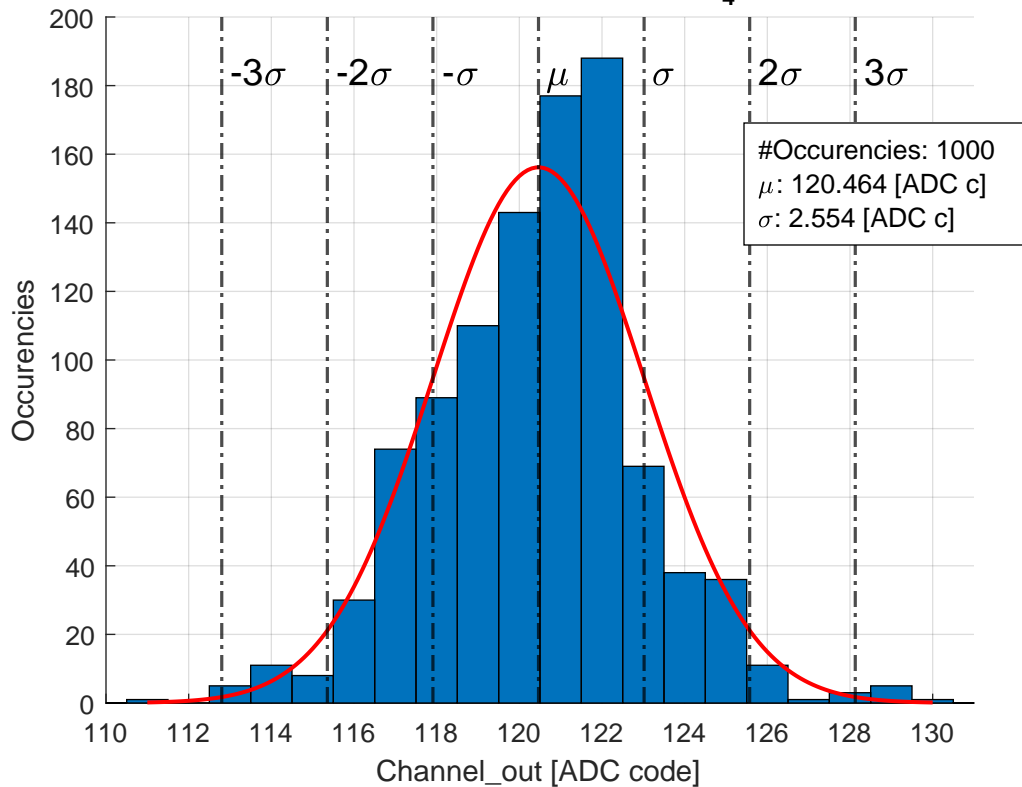 4
200
180
160
140
120
100
80
60
40
20
0
-3σ
-2σ
-σ
μ
σ
2σ
3σ
#Occurencies: 1000
μ: 120.464 [ADC c]
σ: 2.554 [ADC c]
Occurencies
110
112
114
116
118
120
122
124
126
128
130
Channel_out [ADC code]